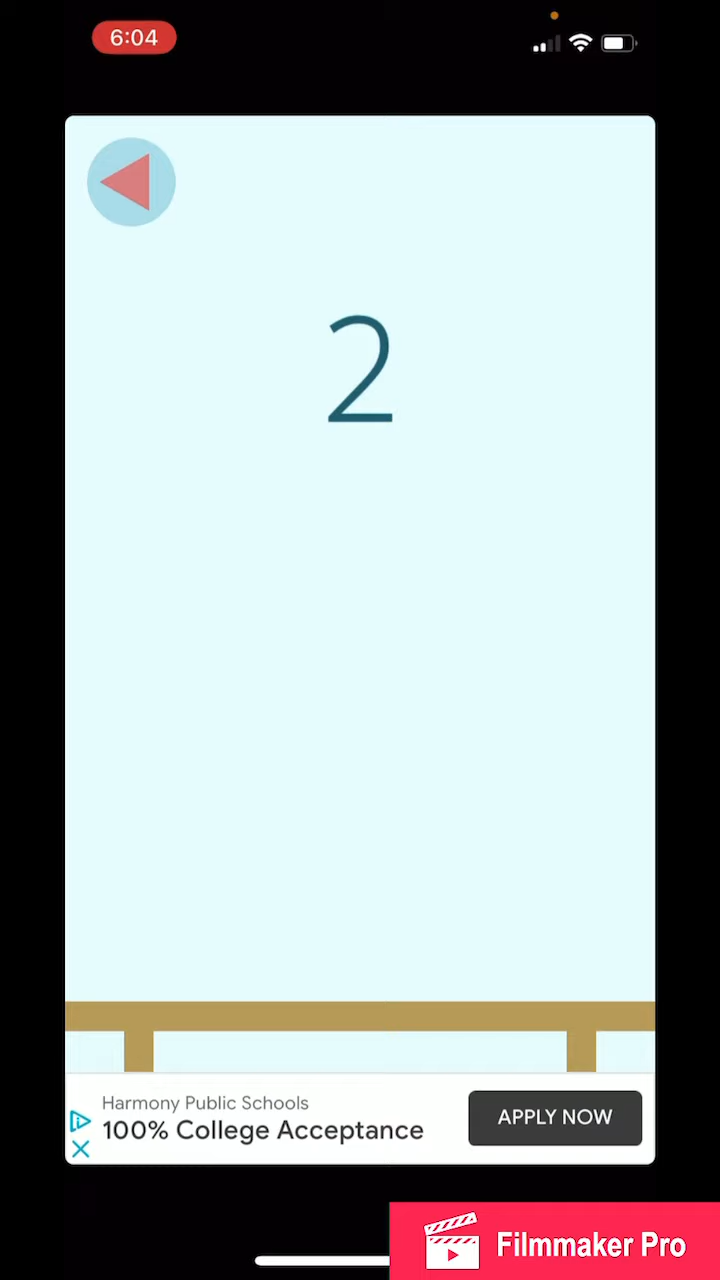 6:04
2
Harmony Public Schools
100% College Acceptance
APPLY NOW
Filmmaker Pro